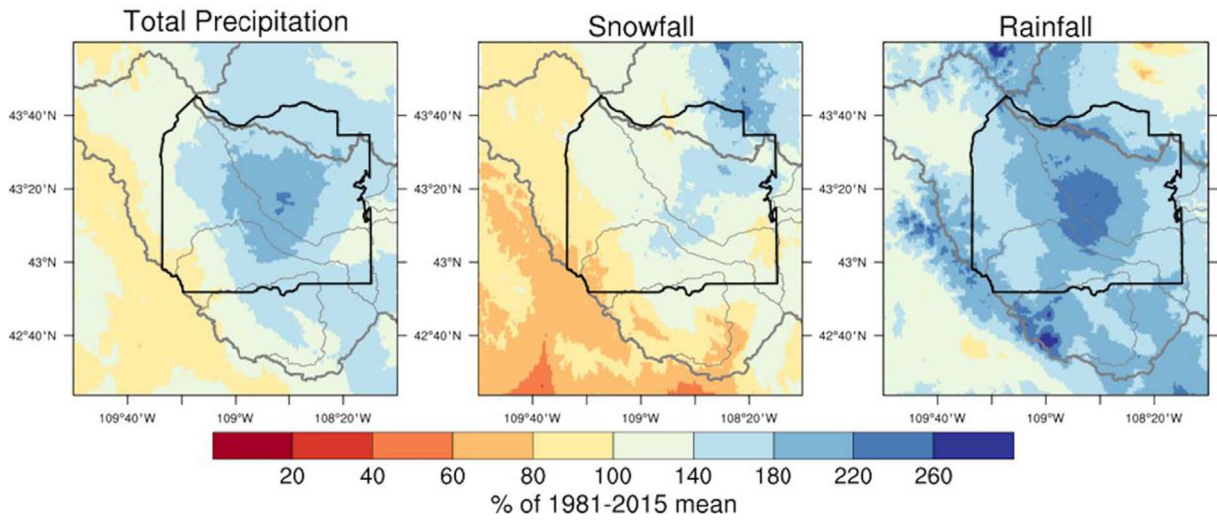 Total Precipitation
Snowfall
Rainfall
43°40'N
43°20'N
43°N
42°40'N
43°40'N
43°20'N
43°N
42°40'N
43°40'N
43°20'N
43°N
42°40'N
109°40'W 109°W 108°20'W
109°40'W 109°W 108°20'W
109°40'W 109°W 108°20'W
20 40 60 80 100 140 180 220 260
% of 1981-2015 mean